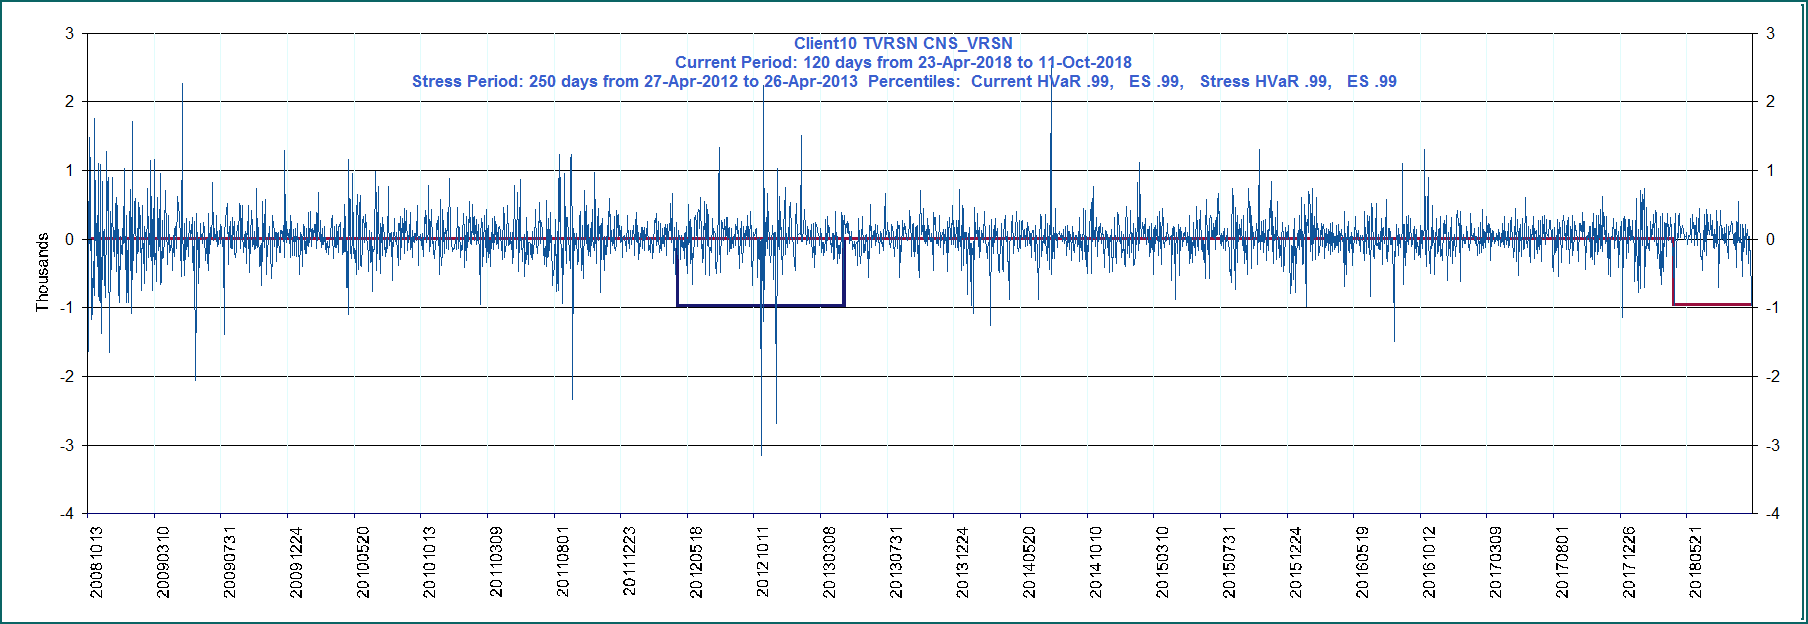 Client10 TVRSN CNS_VRSN
Current Period: 120 days from 23-Apr-2018 to 11-Oct-2018
Stress Period: 250 days from 27-Apr-2012 to 26-Apr-2013 Percentiles: Current HVaR .99, ES .99, Stress HVaR .99, ES .99
3 3
2 2
1 1
0 0
-1 -1
-2 -2
-3 -3
-4 -4
Thousands
20081013 20090310 20090731 20091224 20100520 20101013 20110309 20110801 20111223 20120518 20121011 20130308 20130731 20131224 20140520 20141010 20150310 20150731 20151224 20160519 20161012 20170309 20170801 20171226 20180521